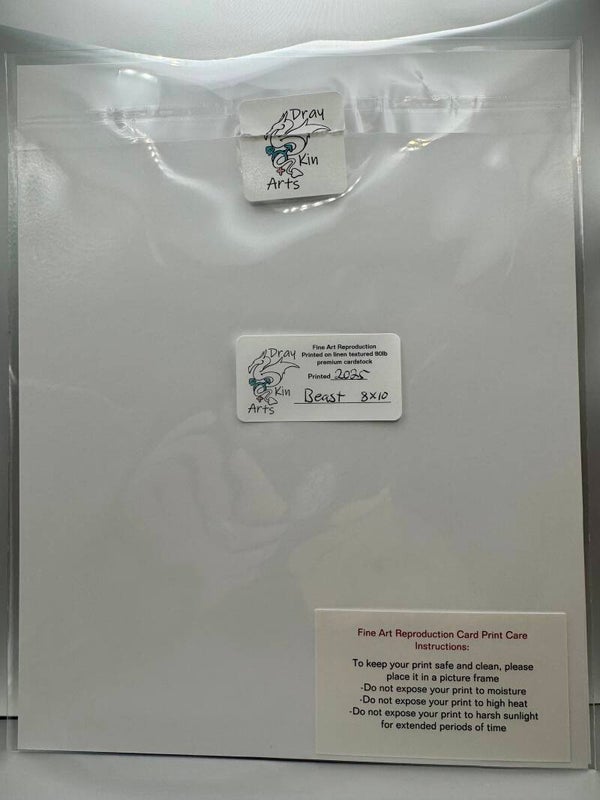 Dray
Kin
Arts
Dray
Kin
Arts
Fine Art Reproduction
Printed on linen textured 80lb
premium cardstock
Printed 2025
Beast 8x10
Fine Art Reproduction Card Print Care
Instructions:
To keep your print safe and clean, please
place it in a picture frame
-Do not expose your print to moisture
-Do not expose your print to high heat
-Do not expose your print to harsh sunlight
for extended periods of time